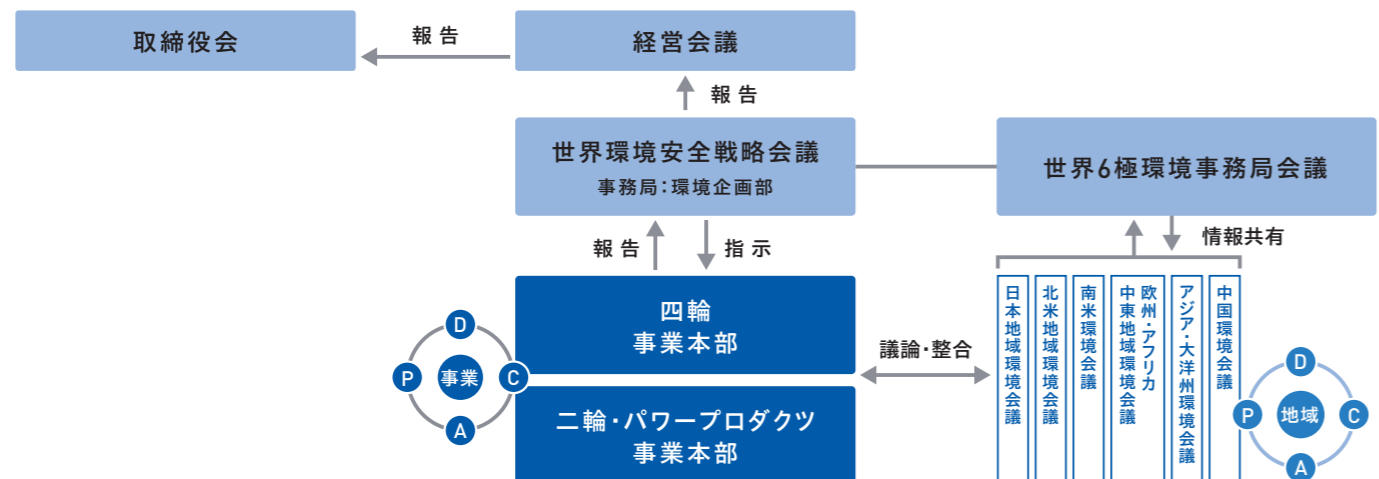 取締役会
報告
経営会議
報告
世界環境安全戦略会議
事務局：環境企画部
世界6極環境事務局会議
報告
指示
情報共有
四輪
事業本部
二輪・パワープロダクツ
事業本部
D
P
事業
C
A
議論・整合
日本地域環境会議
北米地域環境会議
南米環境会議
欧州・アフリカ
中東地域環境会議
アジア・大洋州環境会議
中国環境会議
D
P
地域
C
A